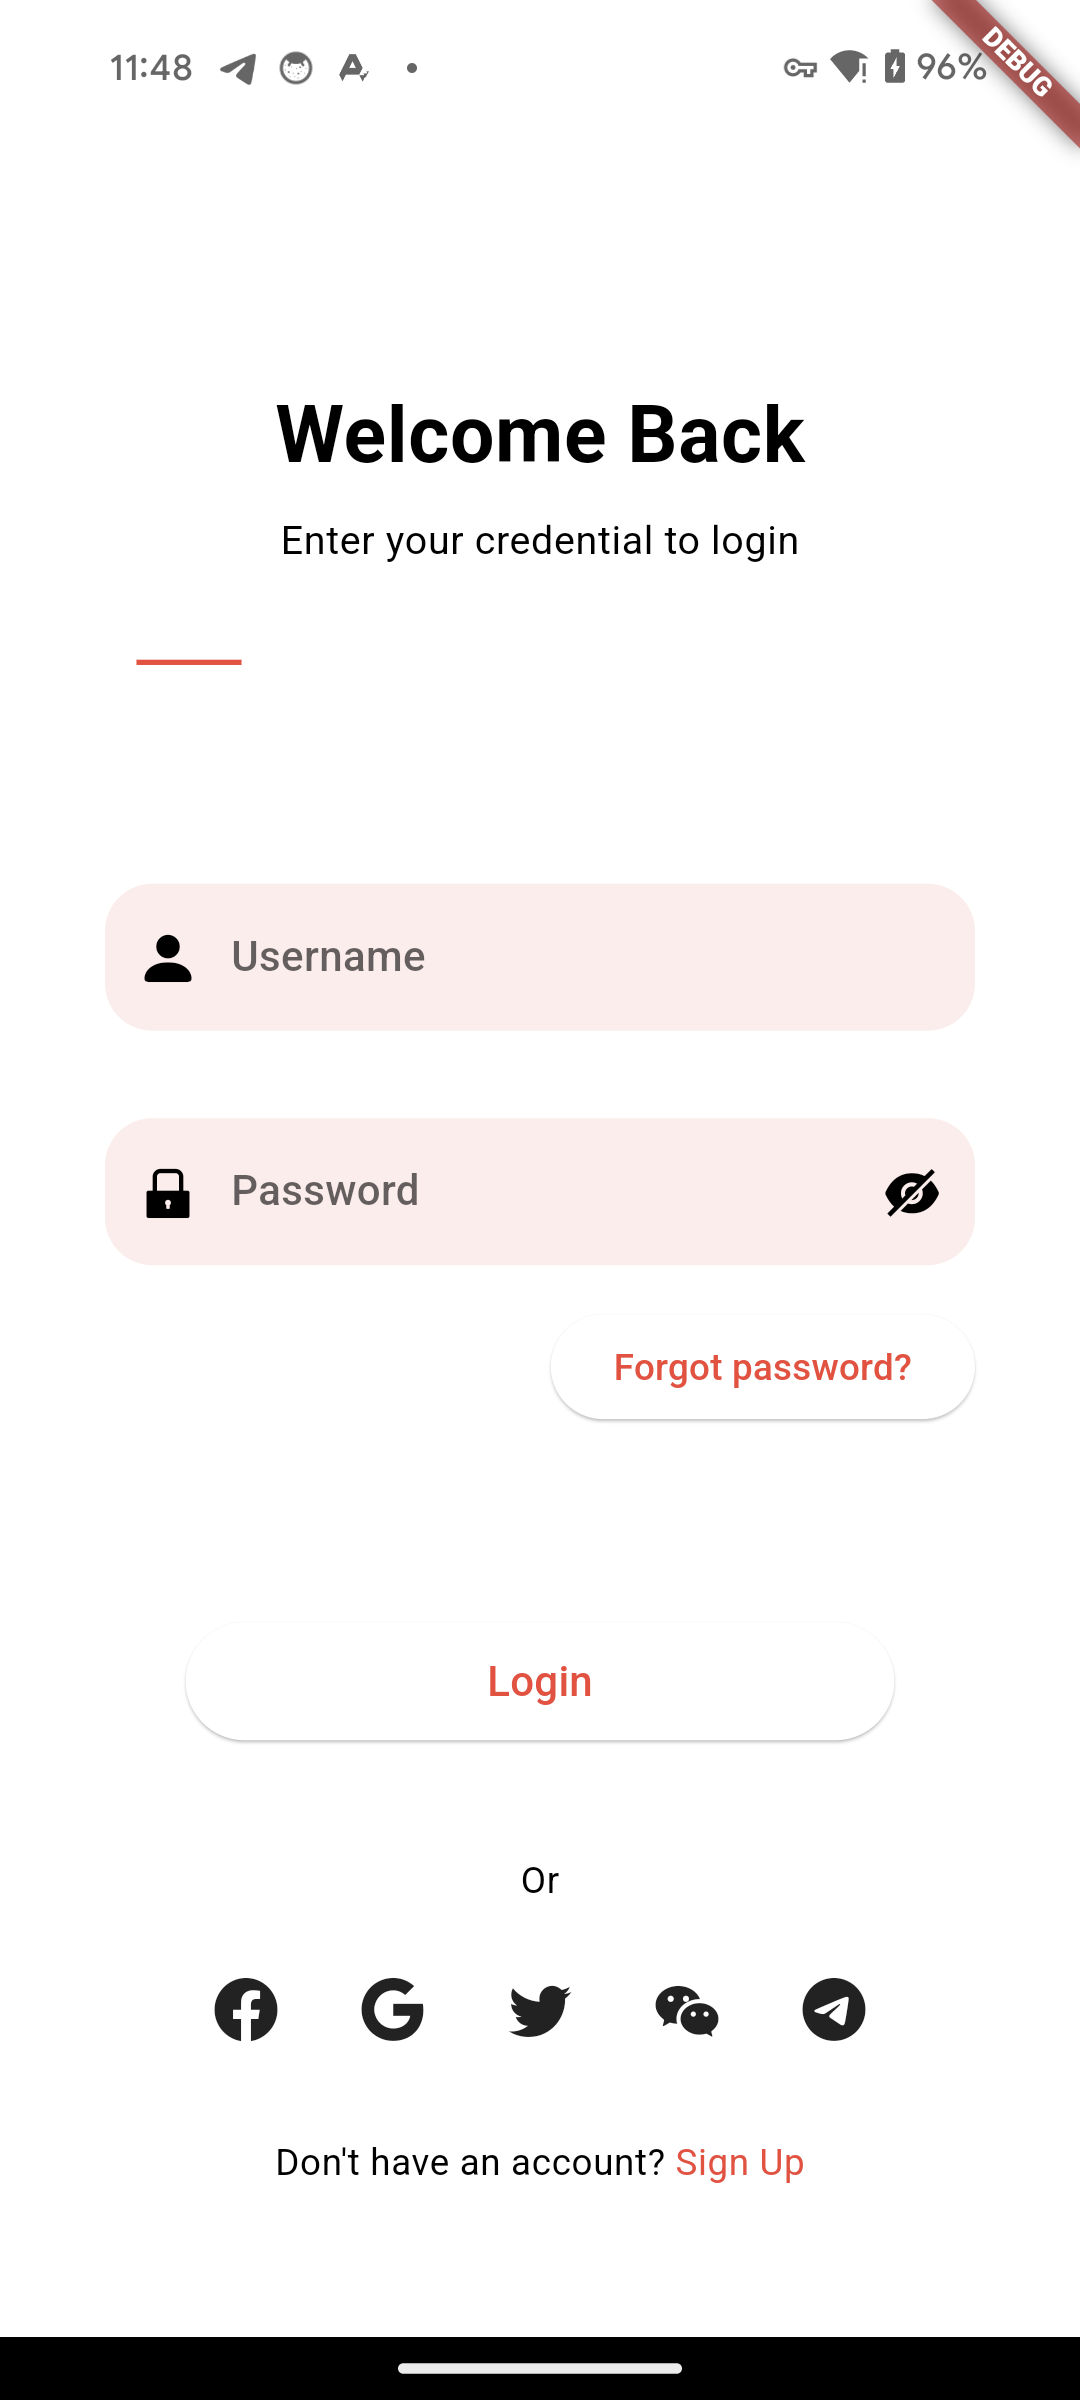 11:48 96%
DEBUG
Welcome Back
Enter your credential to login
Username
Password
Forgot password?
Login
Or
Don't have an account? Sign Up